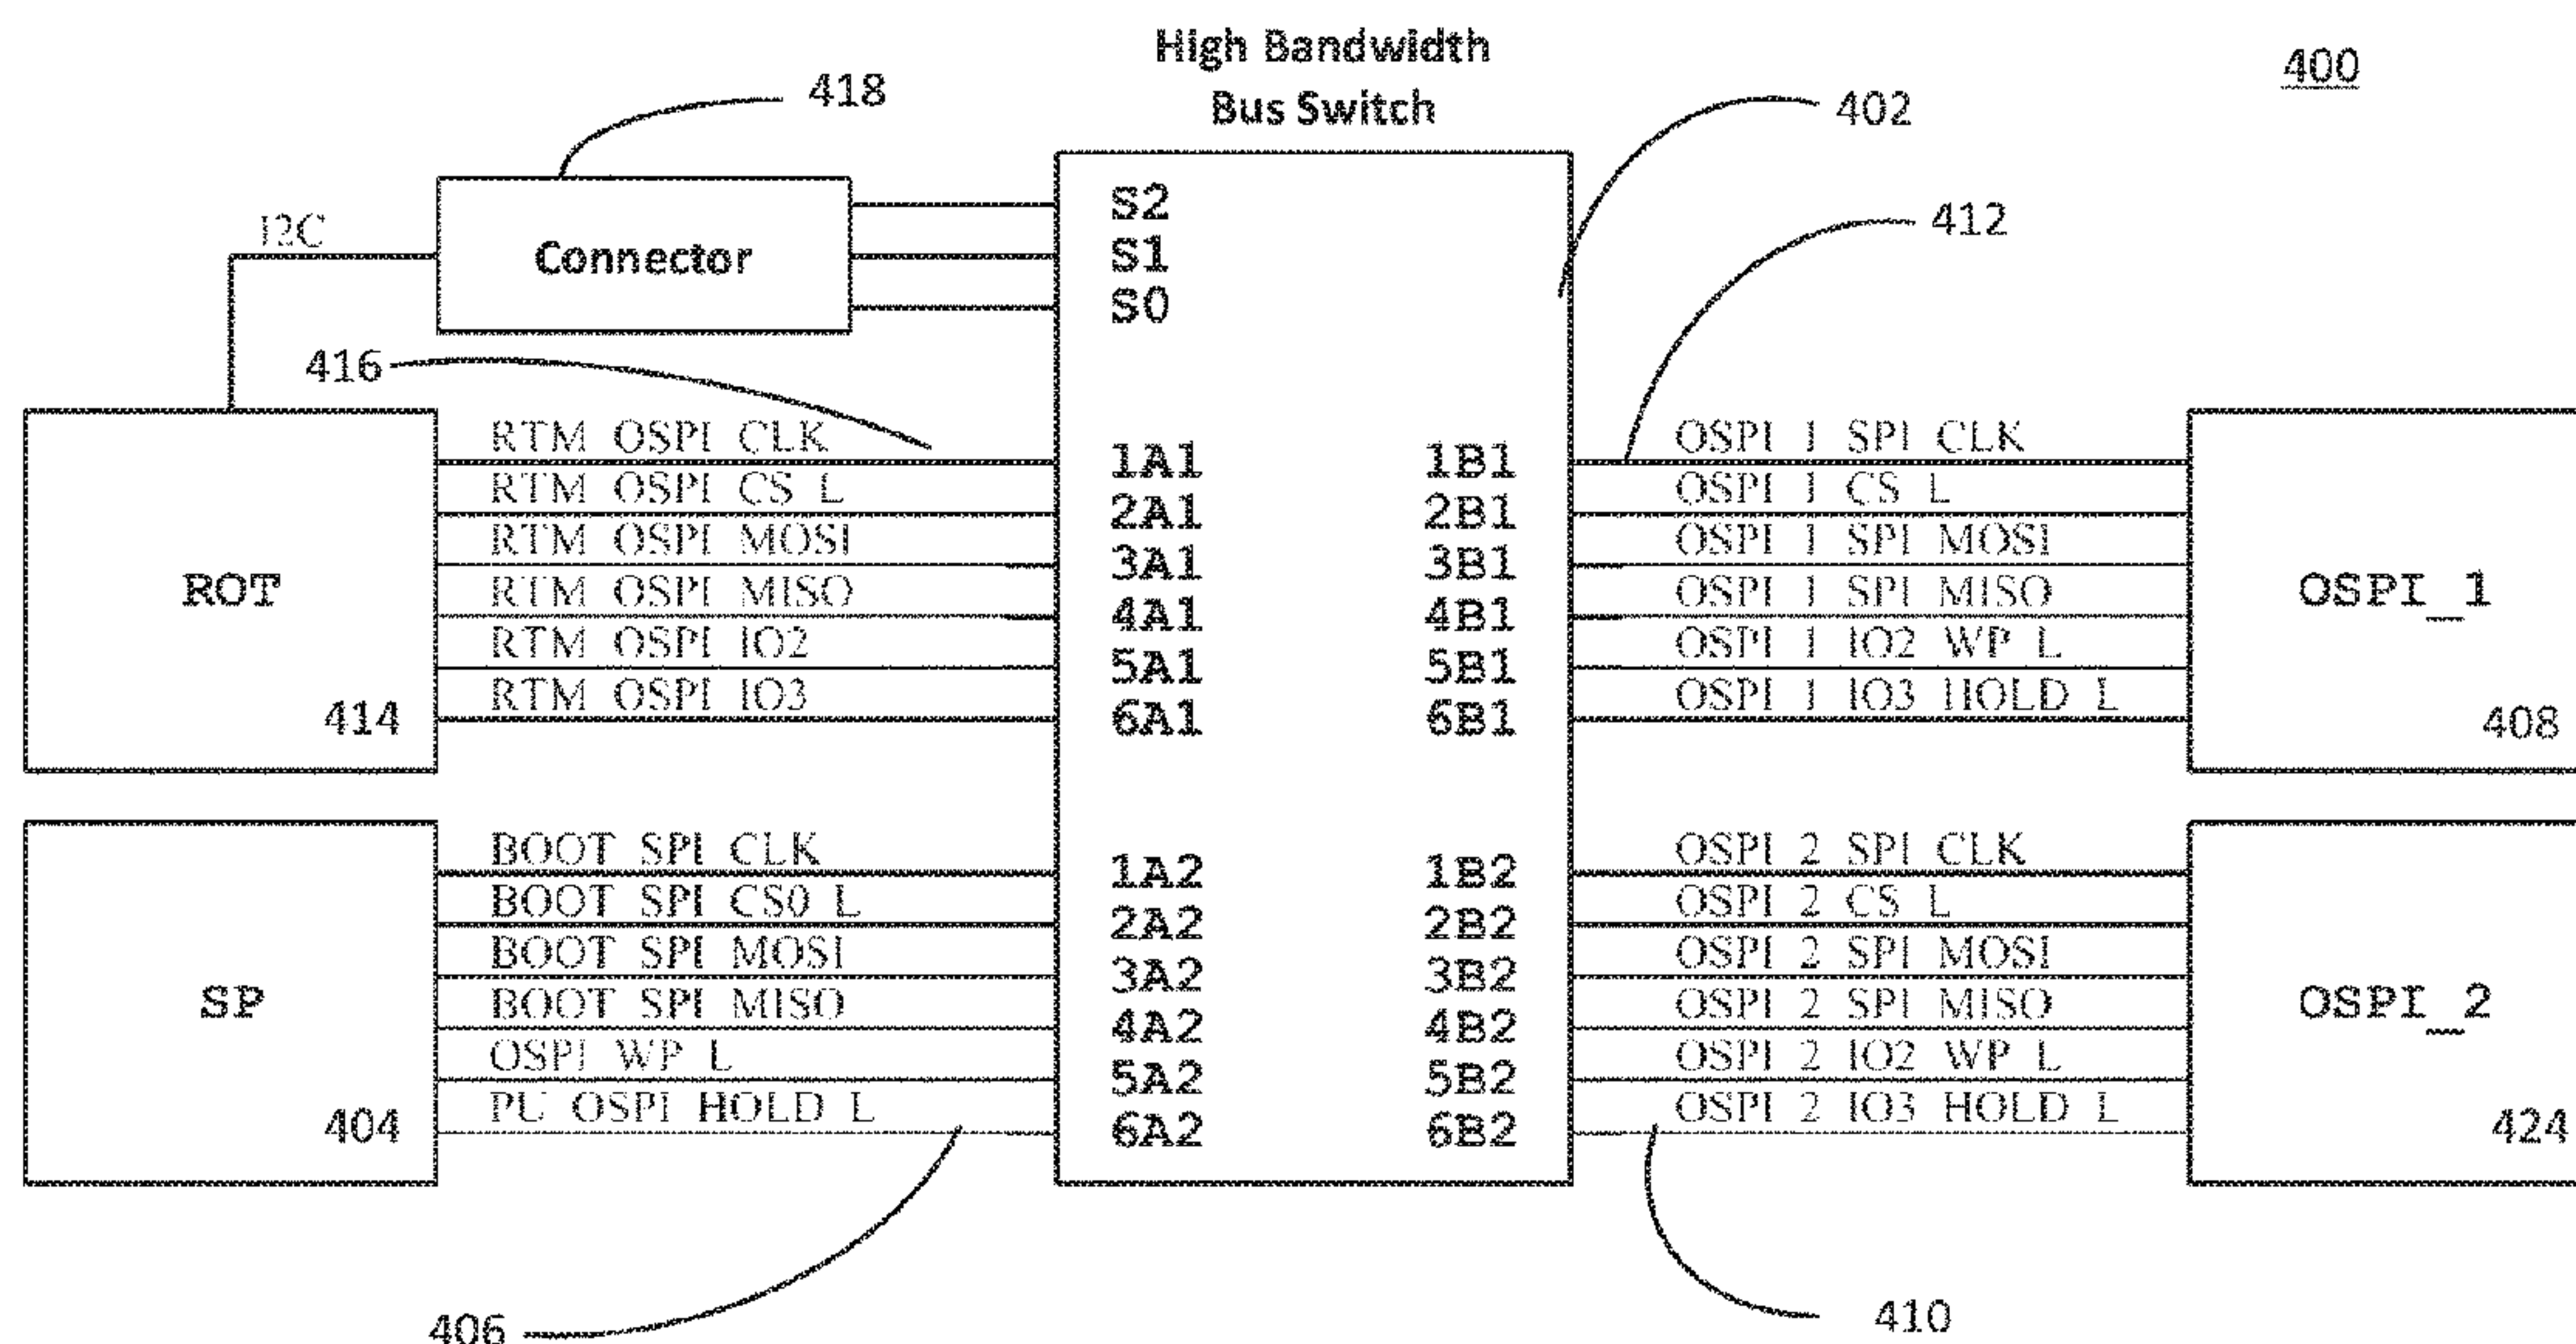 High Bandwidth
Bus Switch
400
418
402
412
I2C
Connector
S2
S1
S0
416
RTM OSPI CLK
RTM OSPI CS L
RTM OSPI MOSI
RTM OSPI MISO
RTM OSPI IO2
RTM OSPI IO3
ROT
414
1A1
2A1
3A1
4A1
5A1
6A1
1B1
2B1
3B1
4B1
5B1
6B1
OSPI 1 SPI CLK
OSPI 1 CS L
OSPI 1 SPI MOSI
OSPI 1 SPI MISO
OSPI 1 IO2 WP L
OSPI 1 IO3 HOLD L
OSPI_1
408
SP
404
BOOT SPI CLK
BOOT SPI CS0 L
BOOT SPI MOSI
BOOT SPI MISO
OSPI WP L
PU OSPI HOLD L
1A2
2A2
3A2
4A2
5A2
6A2
1B2
2B2
3B2
4B2
5B2
6B2
OSPI 2 SPI CLK
OSPI 2 CS L
OSPI 2 SPI MOSI
OSPI 2 SPI MISO
OSPI 2 IO2 WP L
OSPI 2 IO3 HOLD L
OSPI_2
424
406
410